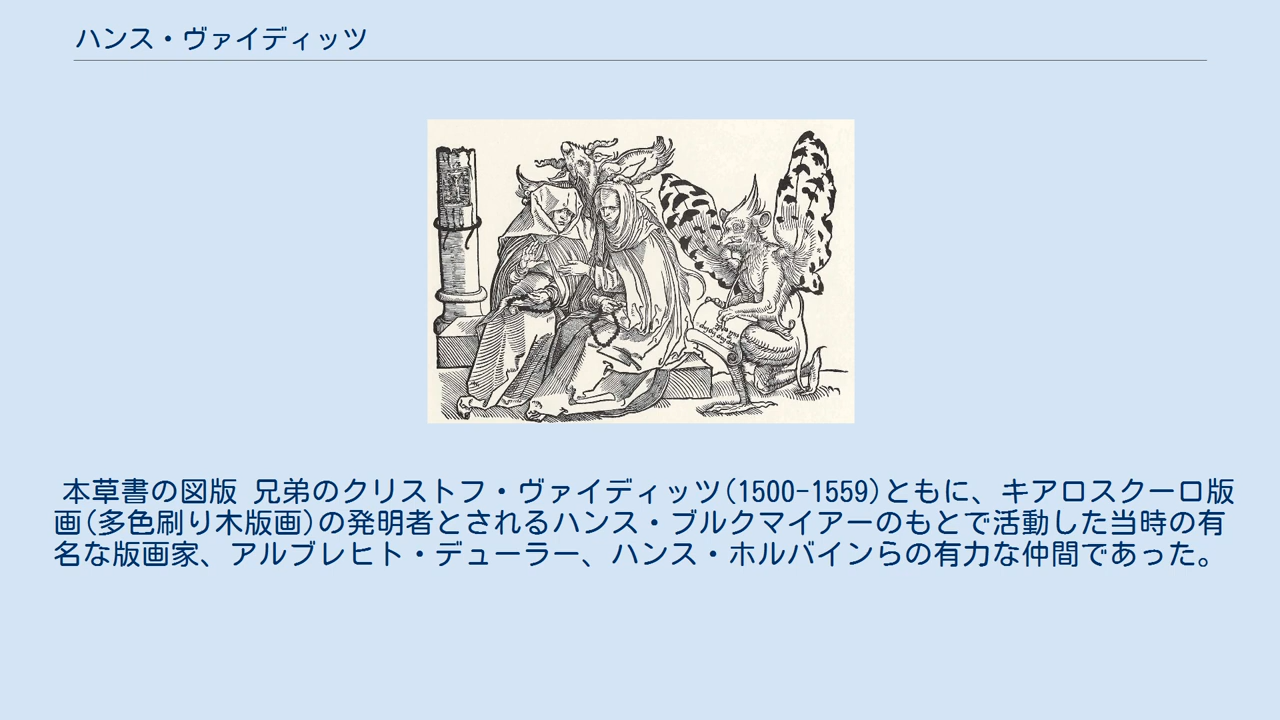 ハンス・ヴァイディッツ
本草書の図版 兄弟のクリストフ・ヴァイディッツ(1500-1559)ともに、キアロスクーロ版
画(多色刷り木版画)の発明者とされるハンス・ブルクマイアーのもとで活動した当時の有
名な版画家、アルブレヒト・デューラー、ハンス・ホルバインらの有力な仲間であった。